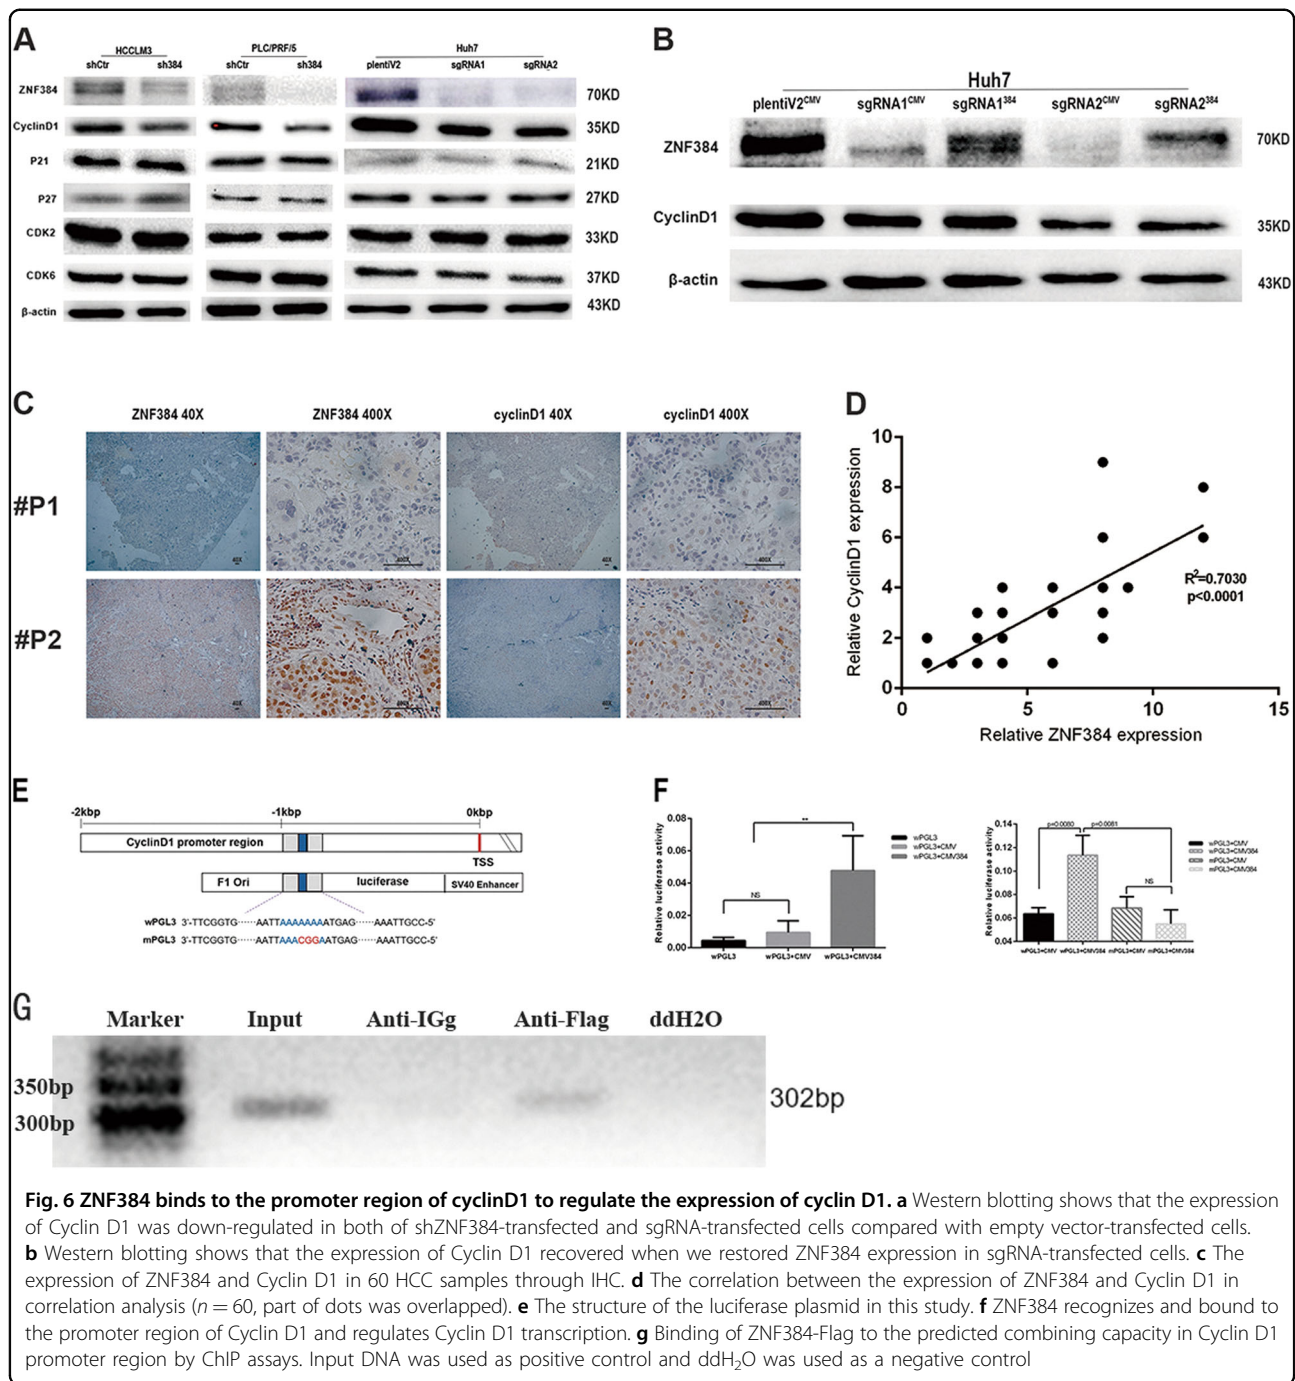 A
HCCLM3 PLC/PRF/5 Huh7
shCtr sh384 shCtr sh384 plentiV2 sgRNA1 sgRNA2
ZNF384 70KD
CyclinD1 35KD
P21 21KD
P27 27KD
CDK2 33KD
CDK6 37KD
β-actin 43KD
B
Huh7
plentiV2CMV sgRNA1CMV sgRNA1384 sgRNA2CMV sgRNA2384
ZNF384 70KD
CyclinD1 35KD
β-actin 43KD
C
ZNF384 40X ZNF384 400X cyclinD1 40X cyclinD1 400X
#P1
40X 400X 40X 400X
#P2
40X 400X 40X 400X
D
Relative CyclinD1 expression
10
8
6
4
2
0
R2=0.7030
p<0.0001
0 5 10 15
Relative ZNF384 expression
E
-2kbp -1kbp 0kbp
CyclinD1 promoter region
TSS
F1 Ori luciferase SV40 Enhancer
wPGL3 3'-TTCGGTG······AATTAAAAAAAATGAG······AAATTGCC-5'
mPGL3 3'-TTCGGTG······AATTAAACGGAATGAG······AAATTGCC-5'
F
Relative luciferase activity
0.08
0.06
0.04
0.02
0.00
**
NS
wPGL3
wPGL3+CMV
wPGL3+CMV384
wPGL3 wPGL3+CMV wPGL3+CMV384
Relative luciferase activity
0.14
0.12
0.10
0.08
0.06
0.04
p=0.0060 p=0.0061
NS
wPGL3+CMV
wPGL3+CMV384
mPGL3+CMV
mPGL3+CMV384
wPGL3+CMV wPGL3+CMV384 mPGL3+CMV mPGL3+CMV384
G
Marker Input Anti-IGg Anti-Flag ddH2O
350bp
300bp
302bp
Fig. 6 ZNF384 binds to the promoter region of cyclinD1 to regulate the expression of cyclin D1. a Western blotting shows that the expression
of Cyclin D1 was down-regulated in both of shZNF384-transfected and sgRNA-transfected cells compared with empty vector-transfected cells.
b Western blotting shows that the expression of Cyclin D1 recovered when we restored ZNF384 expression in sgRNA-transfected cells. c The
expression of ZNF384 and Cyclin D1 in 60 HCC samples through IHC. d The correlation between the expression of ZNF384 and Cyclin D1 in
correlation analysis (n = 60, part of dots was overlapped). e The structure of the luciferase plasmid in this study. f ZNF384 recognizes and bound to
the promoter region of Cyclin D1 and regulates Cyclin D1 transcription. g Binding of ZNF384-Flag to the predicted combining capacity in Cyclin D1
promoter region by ChIP assays. Input DNA was used as positive control and ddH2O was used as a negative control